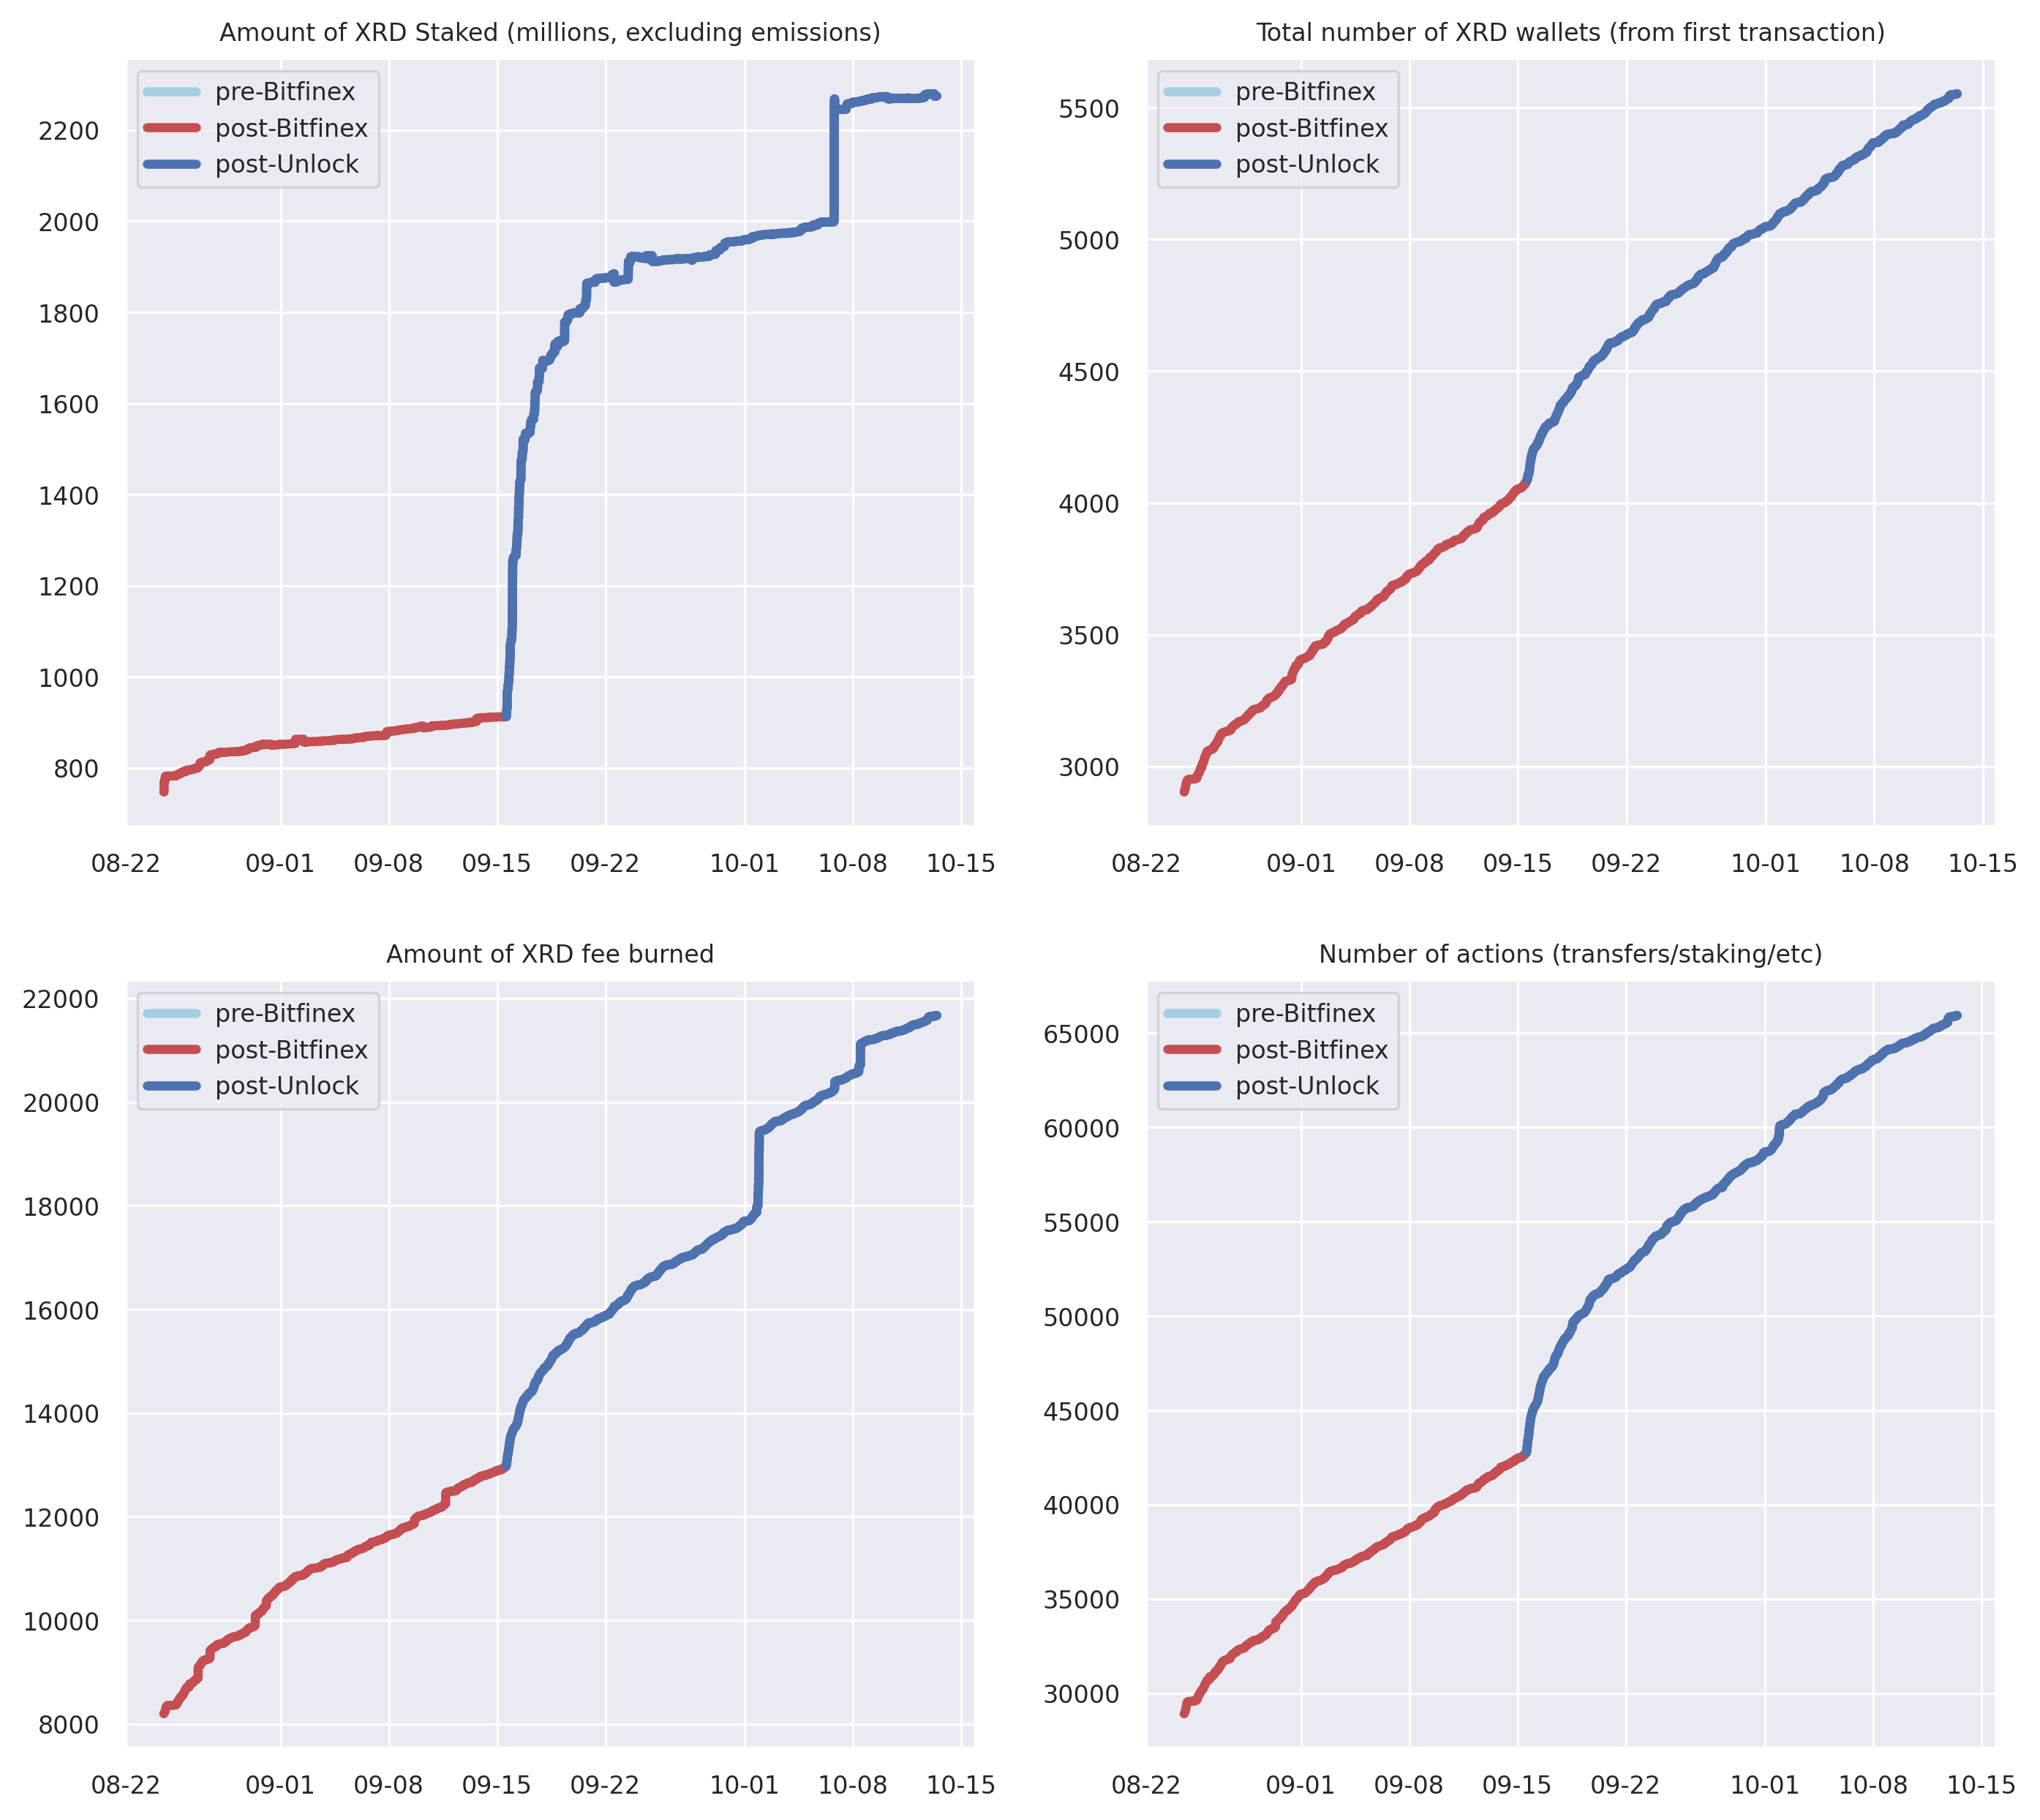 Amount of XRD Staked (millions, excluding emissions)
pre-Bitfinex
post-Bitfinex
post-Unlock
2200
2000
1800
1600
1400
1200
1000
800
08-22 09-01 09-08 09-15 09-22 10-01 10-08 10-15
Total number of XRD wallets (from first transaction)
pre-Bitfinex
post-Bitfinex
post-Unlock
5500
5000
4500
4000
3500
3000
08-22 09-01 09-08 09-15 09-22 10-01 10-08 10-15
Amount of XRD fee burned
pre-Bitfinex
post-Bitfinex
post-Unlock
22000
20000
18000
16000
14000
12000
10000
8000
08-22 09-01 09-08 09-15 09-22 10-01 10-08 10-15
Number of actions (transfers/staking/etc)
pre-Bitfinex
post-Bitfinex
post-Unlock
65000
60000
55000
50000
45000
40000
35000
30000
08-22 09-01 09-08 09-15 09-22 10-01 10-08 10-15